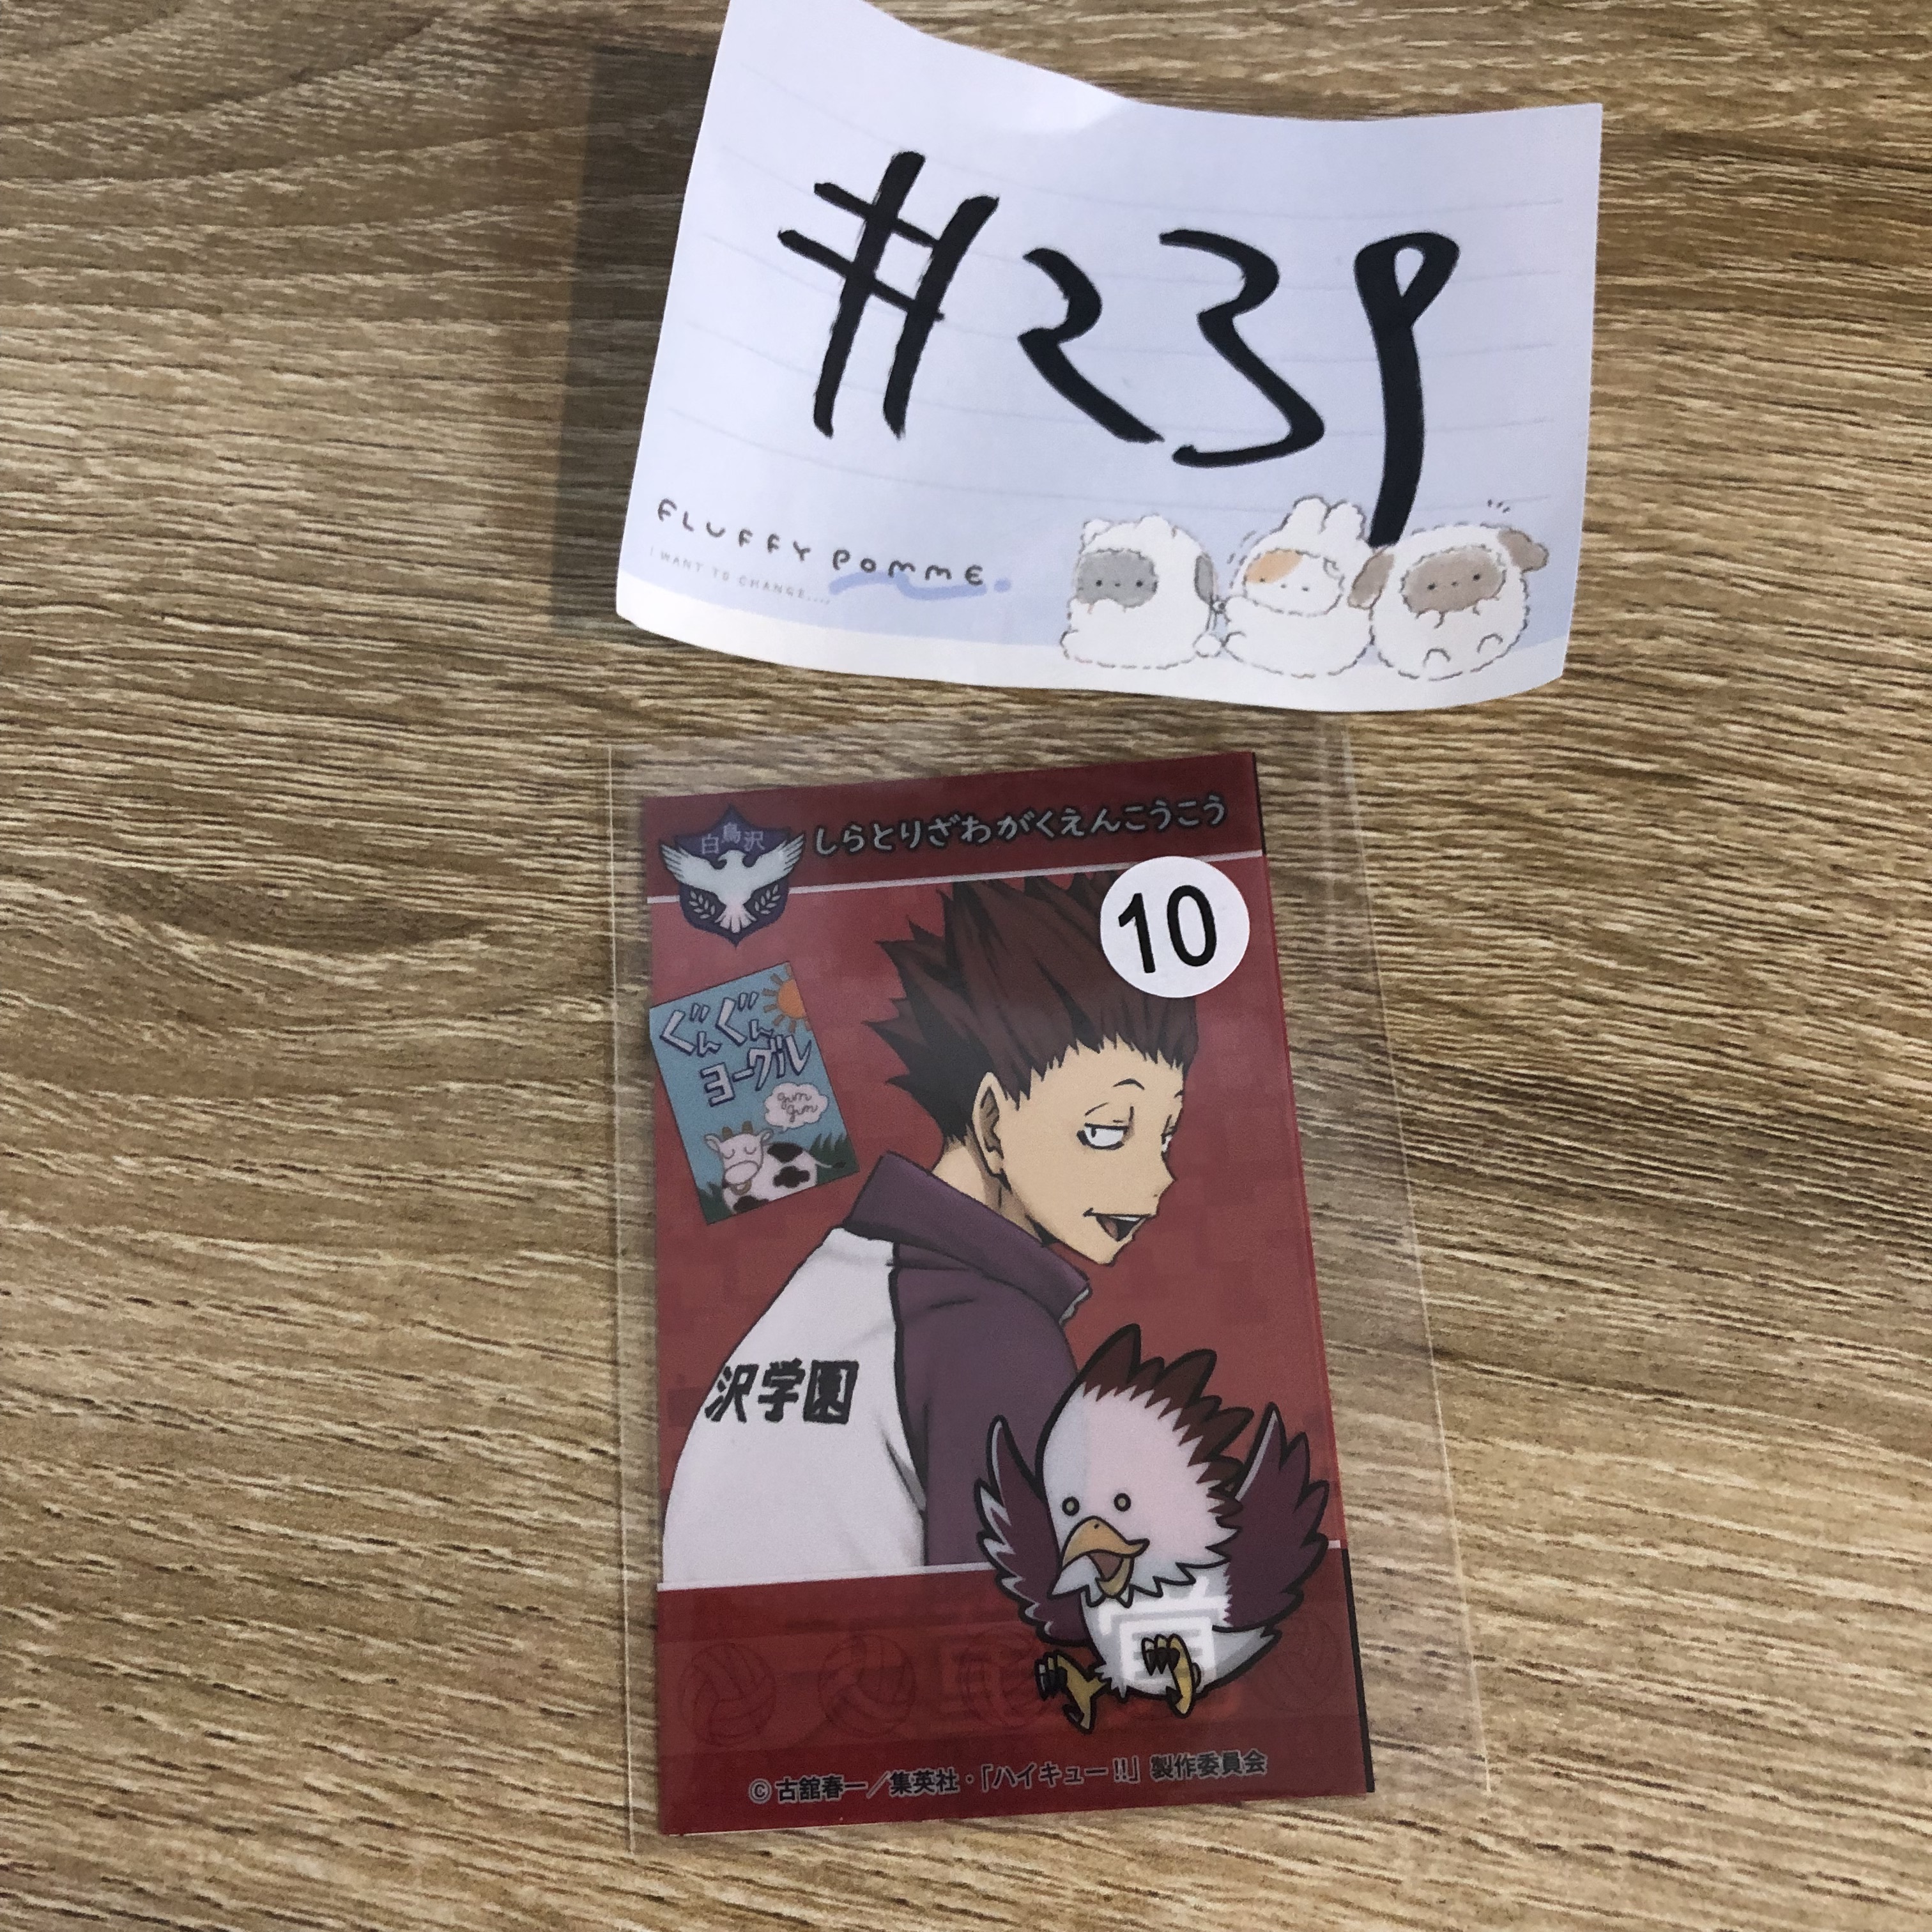 #239
FLUFFY POMME
I WANT TO CHANGE....
白鳥沢
しらとりざわがくえんこうこう
10
ぐんぐん
ヨーグル
gun
gun
沢学園
©古舘春一／集英社・「ハイキュー!!」製作委員会